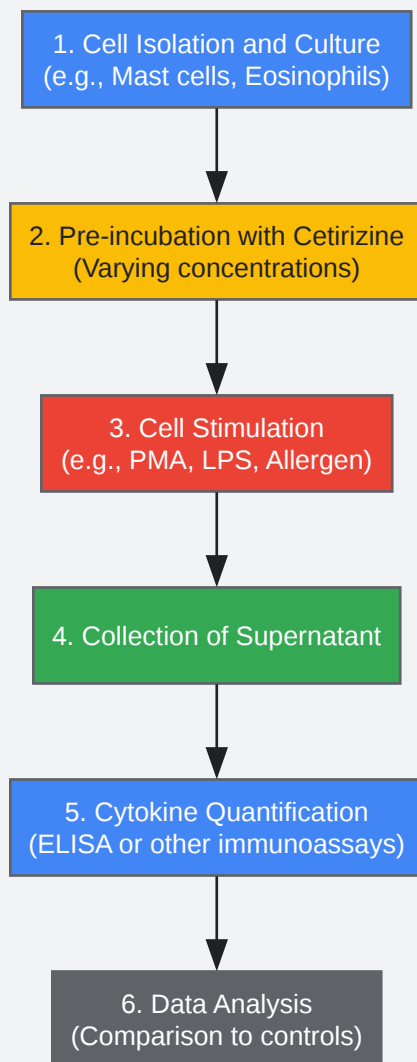 1. Cell Isolation and Culture
(e.g., Mast cells, Eosinophils)
2. Pre-incubation with Cetirizine
(Varying concentrations)
3. Cell Stimulation
(e.g., PMA, LPS, Allergen)
4. Collection of Supernatant
5. Cytokine Quantification
(ELISA or other immunoassays)
6. Data Analysis
(Comparison to controls)